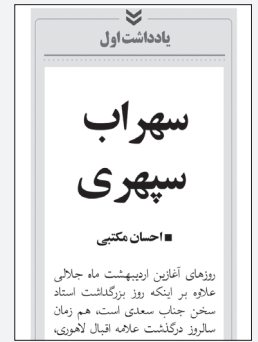 یادداشت اول
سهراب
سپهری
■ احسان مکتبی
روزهای آغازین اردیبهشت ماه جلالی
علاوه بر اینکه روز بزرگداشت استاد
سخن جناب سعدی است، هم زمان
سالروز درگذشت علامه اقبال لاهوری،